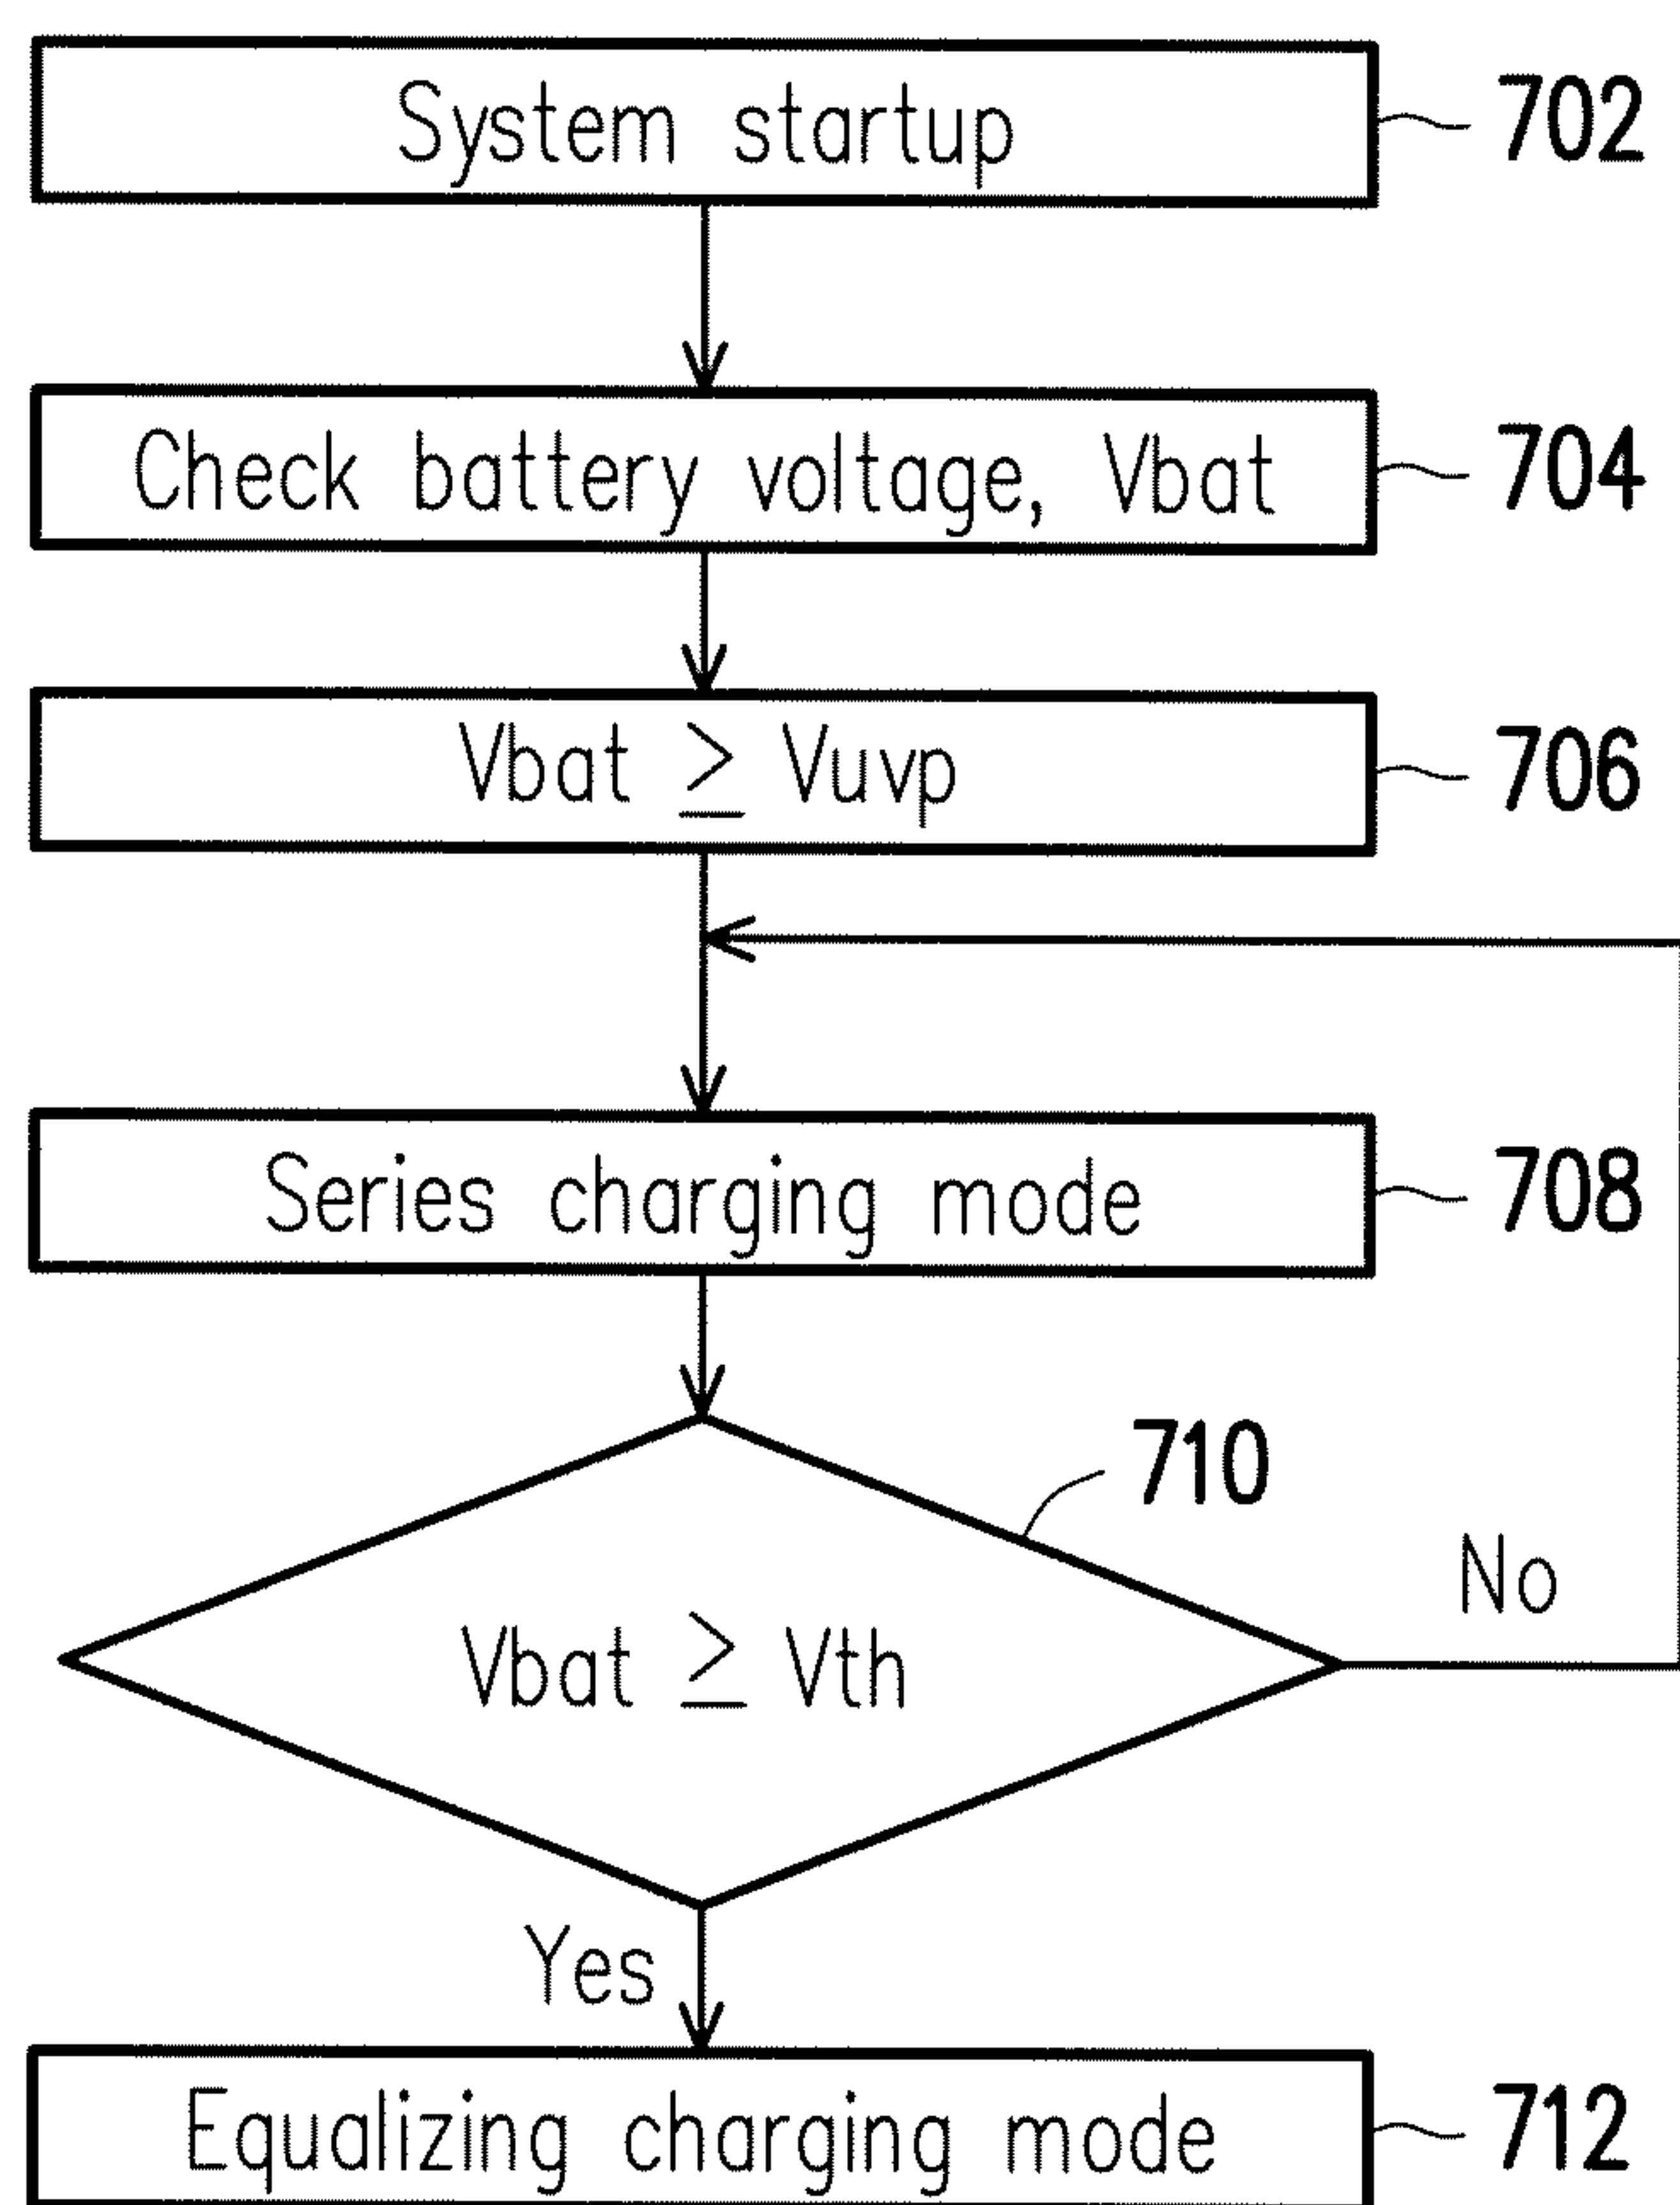 System startup 702
Check battery voltage, Vbat 704
Vbat ≥ Vuvp 706
Series charging mode 708
710
No
Vbat ≥ Vth
Yes
Equalizing charging mode 712